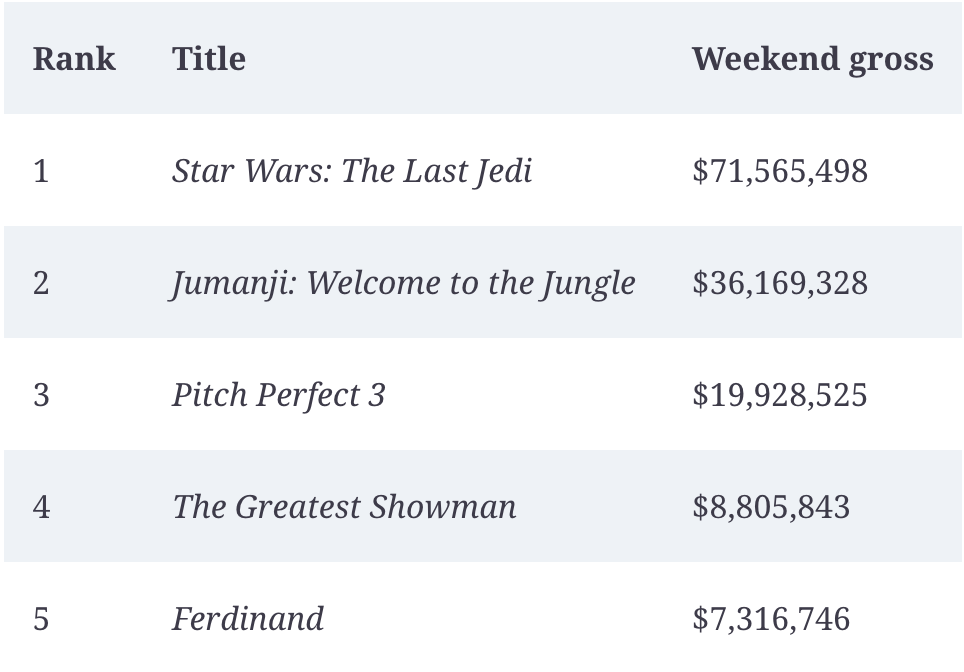 Rank Title Weekend gross
1 Star Wars: The Last Jedi $71,565,498
2 Jumanji: Welcome to the Jungle $36,169,328
3 Pitch Perfect 3 $19,928,525
4 The Greatest Showman $8,805,843
5 Ferdinand $7,316,746